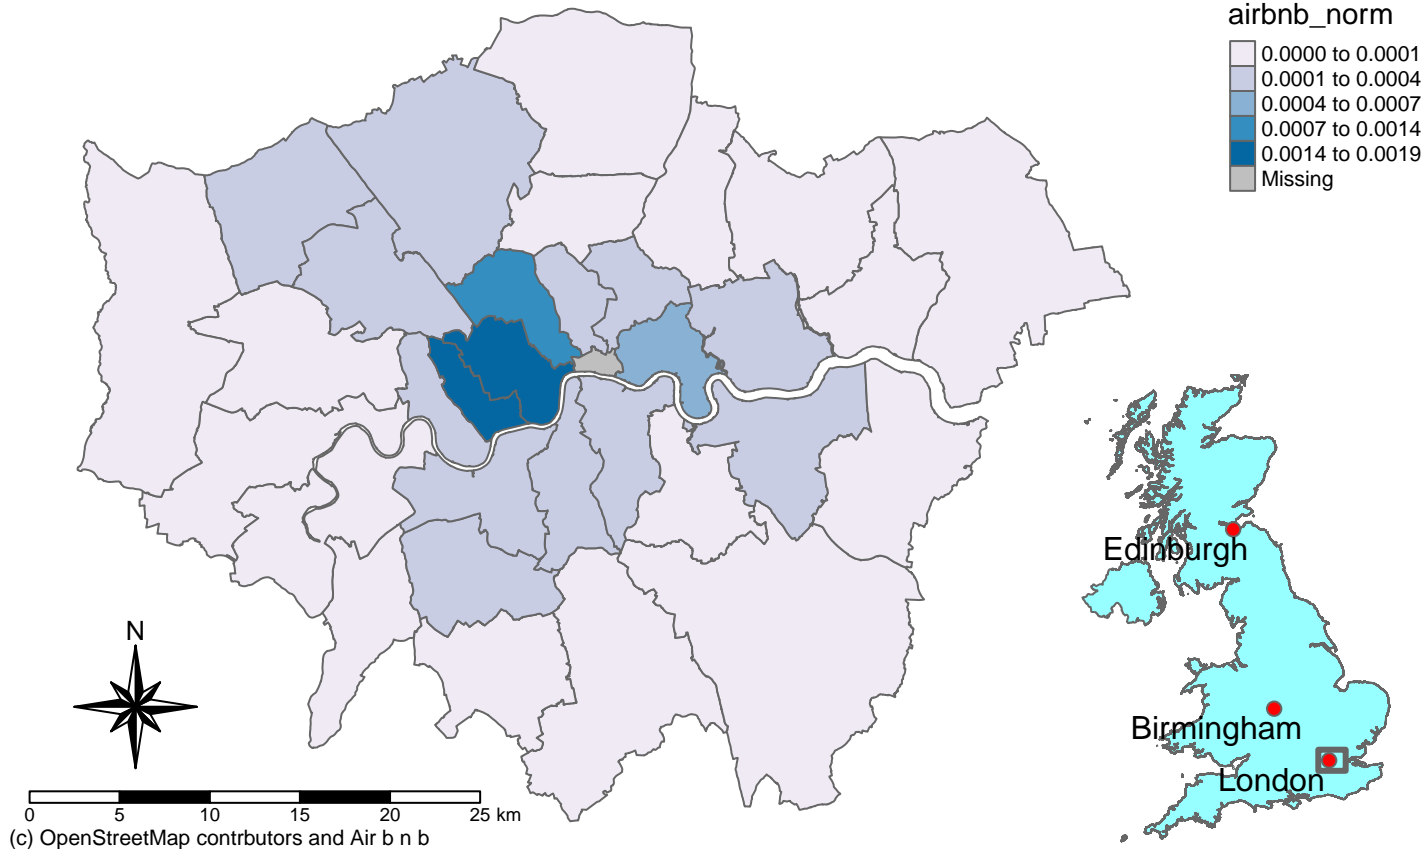 airbnb_norm
0.0000 to 0.0001
0.0001 to 0.0004
0.0004 to 0.0007
0.0007 to 0.0014
0.0014 to 0.0019
Missing
Edinburgh
Birmingham
London
N
0 5 10 15 20 25 km
(c) OpenStreetMap contrbutors and Air b n b